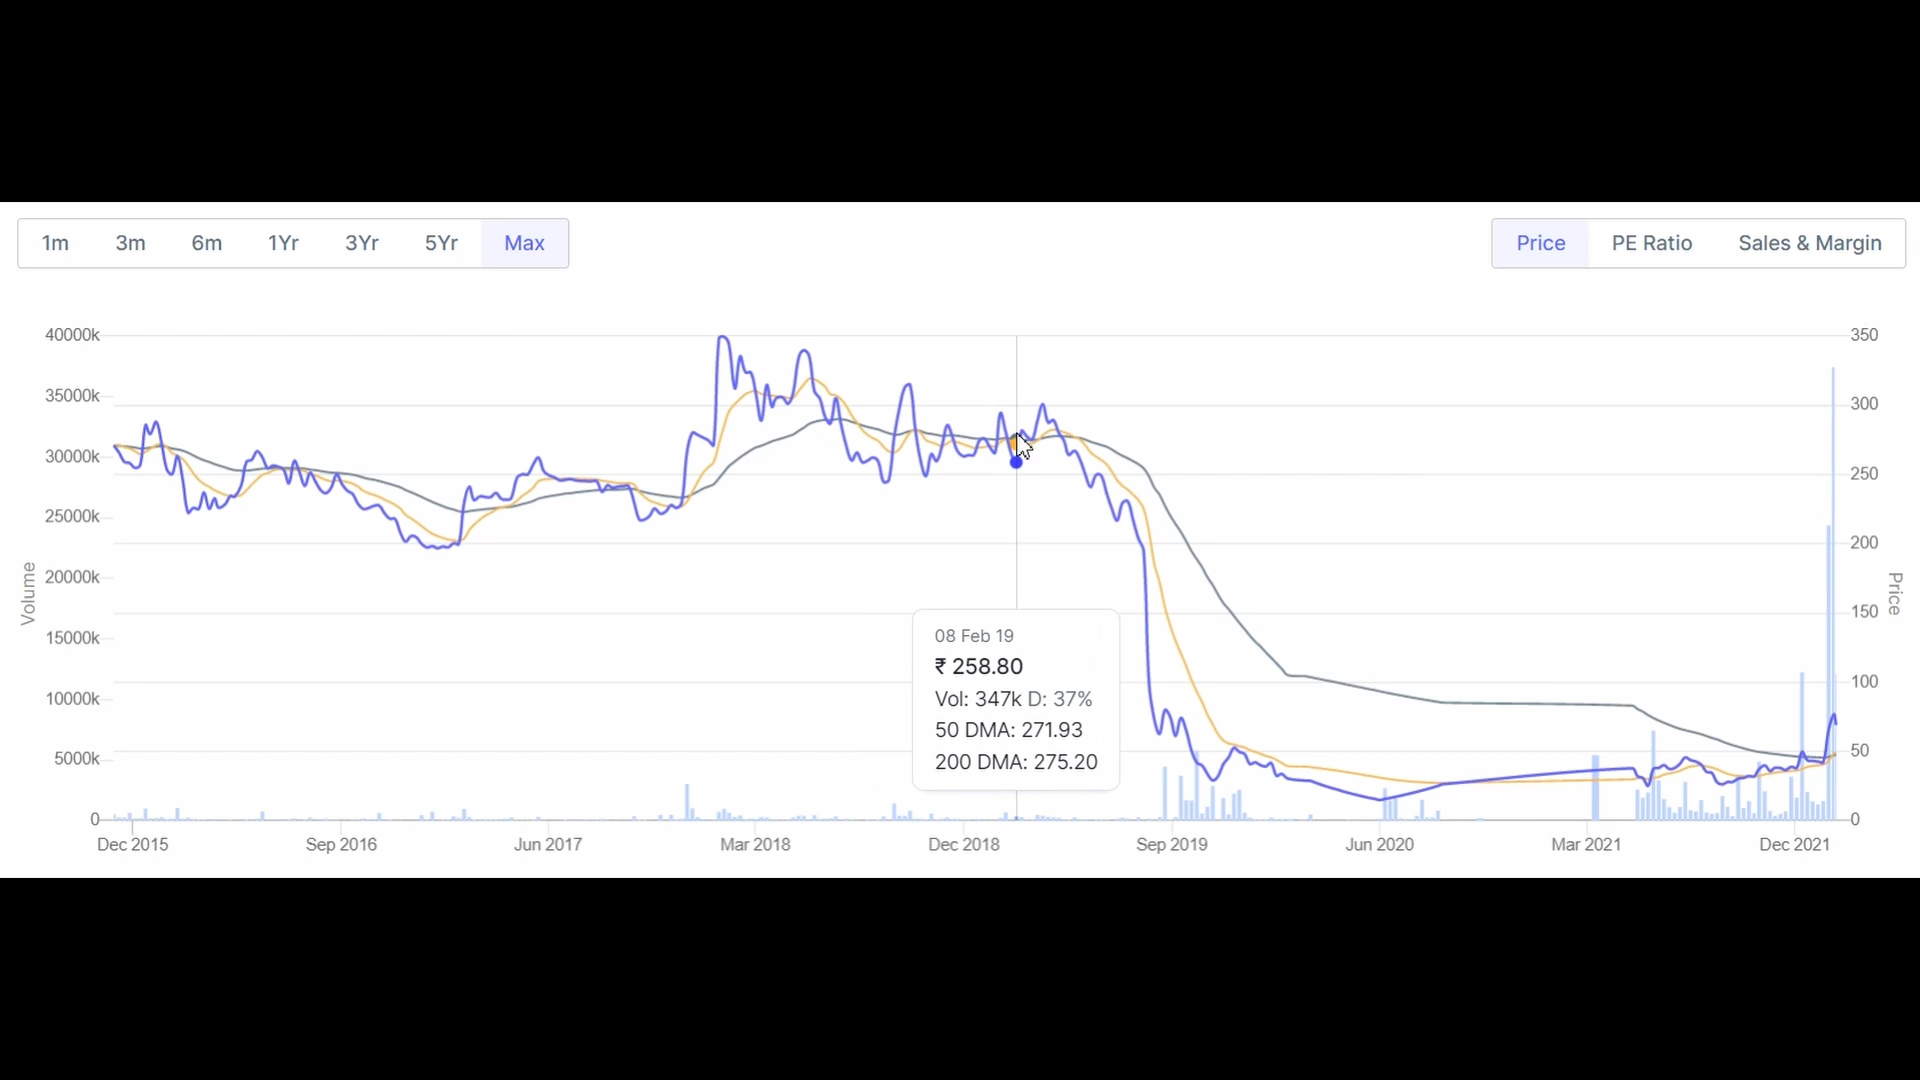 1m 3m 6m 1Yr 3Yr 5Yr Max
Price PE Ratio Sales & Margin
40000k
35000k
30000k
25000k
20000k
15000k
10000k
5000k
0
Volume
350
300
250
200
150
100
50
0
Price
08 Feb 19
₹ 258.80
Vol: 347k D: 37%
50 DMA: 271.93
200 DMA: 275.20
Dec 2015 Sep 2016 Jun 2017 Mar 2018 Dec 2018 Sep 2019 Jun 2020 Mar 2021 Dec 2021